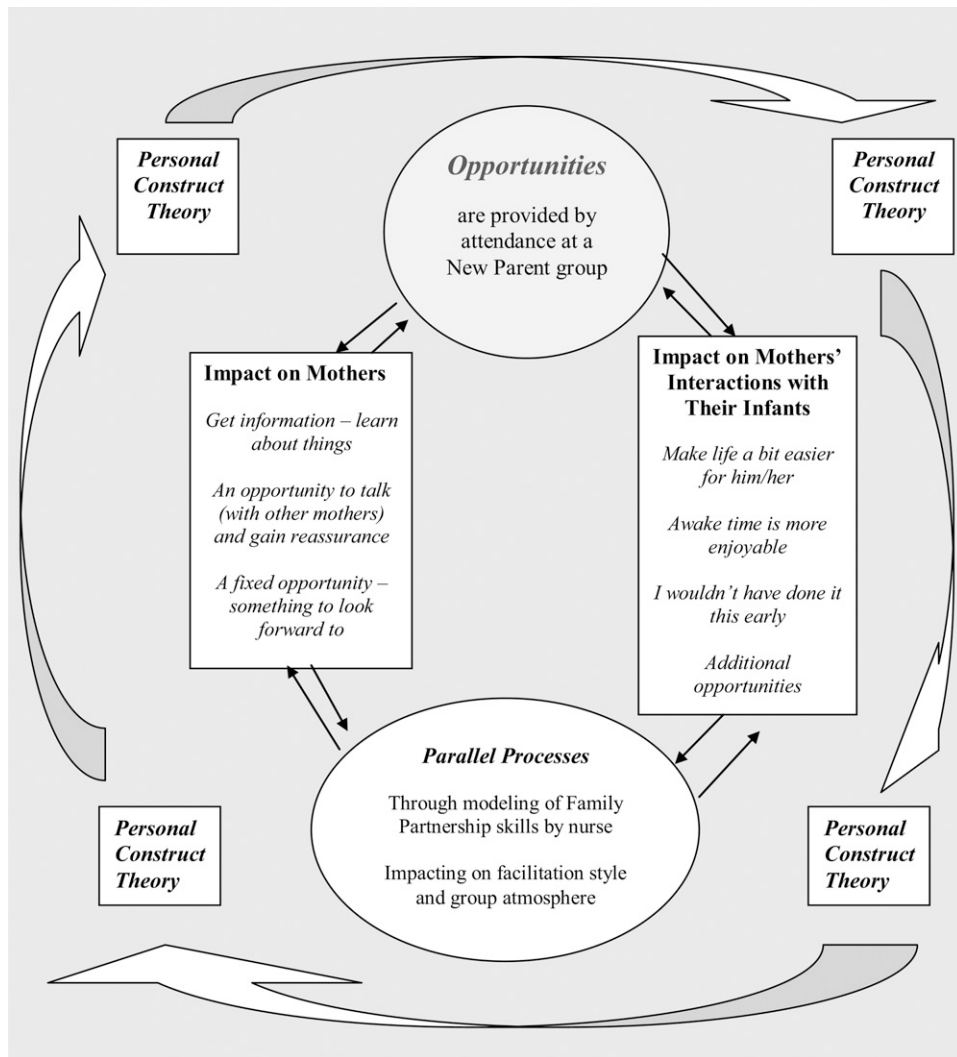 Personal
Construct
Theory
Opportunities
are provided by
attendance at a
New Parent group
Personal
Construct
Theory
Impact on Mothers
Get information – learn
about things
An opportunity to talk
(with other mothers)
and gain reassurance
A fixed opportunity –
something to look
forward to
Impact on Mothers’
Interactions with
Their Infants
Make life a bit easier
for him/her
Awake time is more
enjoyable
I wouldn’t have done it
this early
Additional
opportunities
Personal
Construct
Theory
Parallel Processes
Through modeling of Family
Partnership skills by nurse
Impacting on facilitation style
and group atmosphere
Personal
Construct
Theory